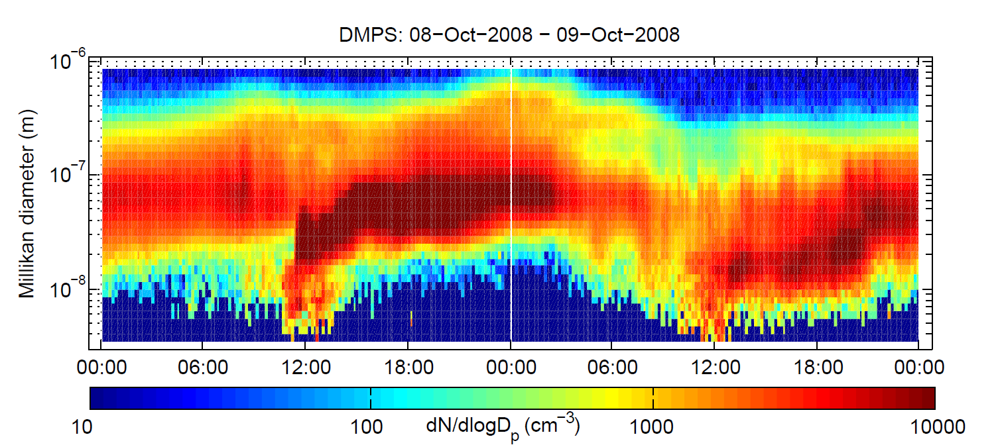 DMPS: 08−Oct−2008 − 09−Oct−2008
10⁻⁶
10⁻⁷
10⁻⁸
Millikan diameter (m)
00:00 06:00 12:00 18:00 00:00 06:00 12:00 18:00 00:00
10 100 dN/dlogDₚ (cm⁻³) 1000 10000